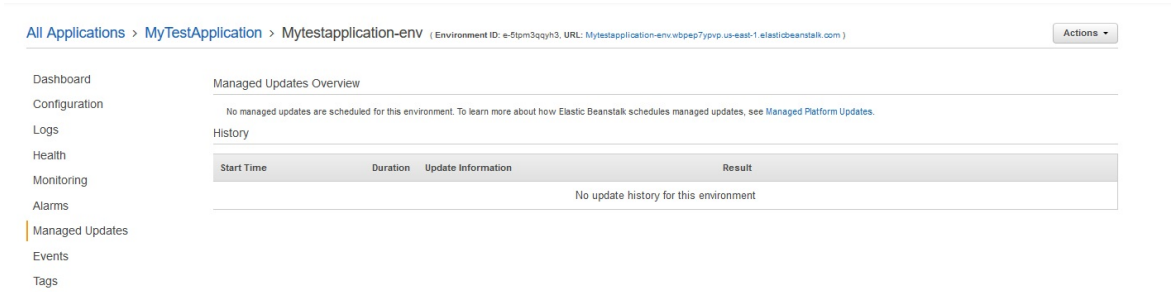 All Applications > MyTestApplication > Mytestapplication-env ( Environment ID: e-5tpm3qqyh3, URL: Mytestapplication-env.wbpep7ypvp.us-east-1.elasticbeanstalk.com )
Actions
Dashboard
Configuration
Logs
Health
Monitoring
Alarms
Managed Updates
Events
Tags
Managed Updates Overview
No managed updates are scheduled for this environment. To learn more about how Elastic Beanstalk schedules managed updates, see Managed Platform Updates.
History
Start Time Duration Update Information Result
No update history for this environment